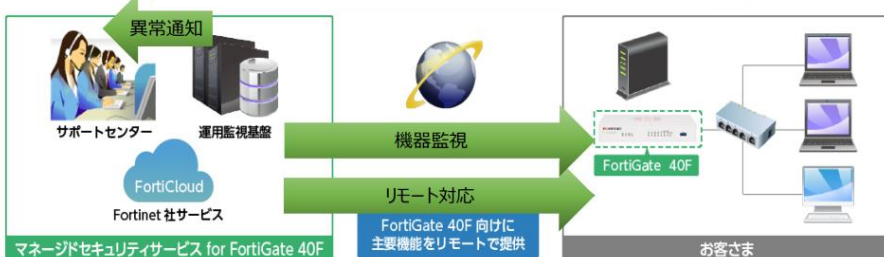 異常通知
サポートセンター
運用監視基盤
機器監視
FortiGate 40F
FortiCloud
Fortinet 社サービス
リモート対応
FortiGate 40F 向けに
主要機能をリモートで提供
マネージドセキュリティサービス for FortiGate 40F
お客さま